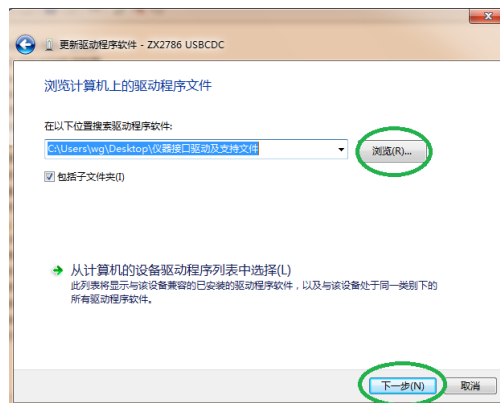 更新驱动程序软件 - ZX2786 USBCDC
浏览计算机上的驱动程序文件
在以下位置搜索驱动程序软件:
C:\Users\wg\Desktop\仪器接口驱动及支持文件
浏览(R)...
包括子文件夹(I)
从计算机的设备驱动程序列表中选择(L)
此列表将显示与该设备兼容的已安装的驱动程序软件，以及与该设备处于同一类别下的
所有驱动程序软件。
下一步(N)
取消